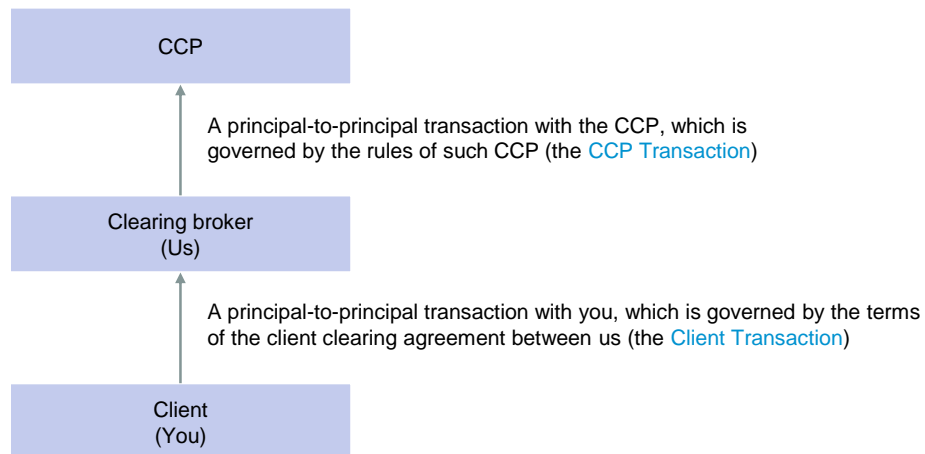 CCP
A principal-to-principal transaction with the CCP, which is
governed by the rules of such CCP (the CCP Transaction)
Clearing broker
(Us)
A principal-to-principal transaction with you, which is governed by the terms
of the client clearing agreement between us (the Client Transaction)
Client
(You)